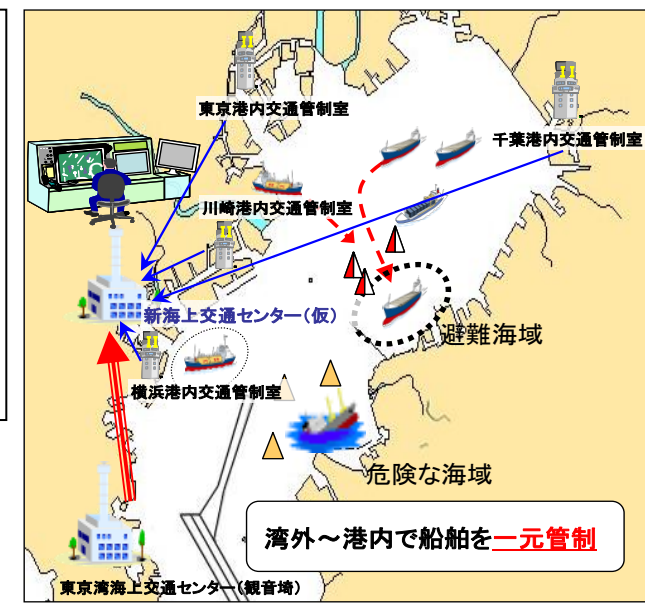 東京港内交通管制室
千葉港内交通管制室
川崎港内交通管制室
新海上交通センター(仮)
避難海域
横浜港内交通管制室
危険な海域
湾外～港内で船舶を一元管制
東京湾海上交通センター(観音埼)